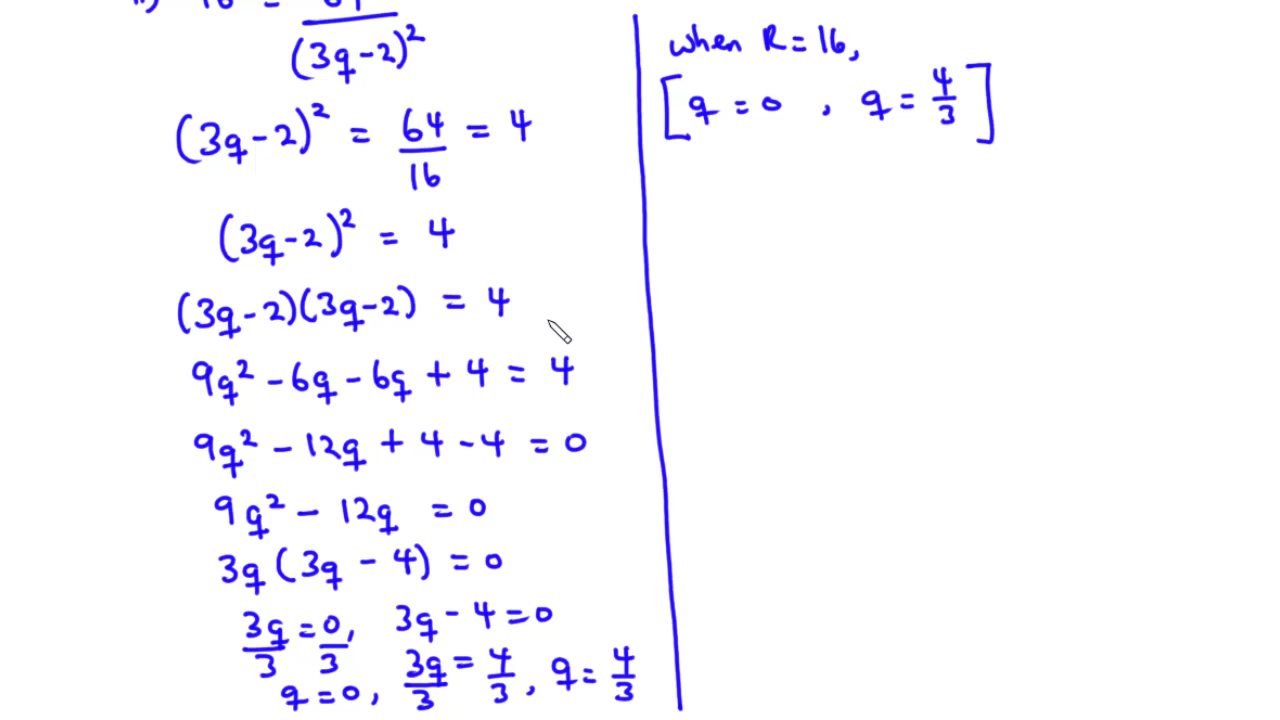 16 =
(3q-2)²
(3q-2)² = 64/16 = 4
(3q-2)² = 4
(3q-2)(3q-2) = 4
9q² - 6q - 6q + 4 = 4
9q² - 12q + 4 - 4 = 0
9q² - 12q = 0
3q(3q - 4) = 0
3q/3 = 0/3, 3q - 4 = 0
q = 0, 3q/3 = 4/3, q = 4/3
when R = 16,
[q = 0, q = 4/3]